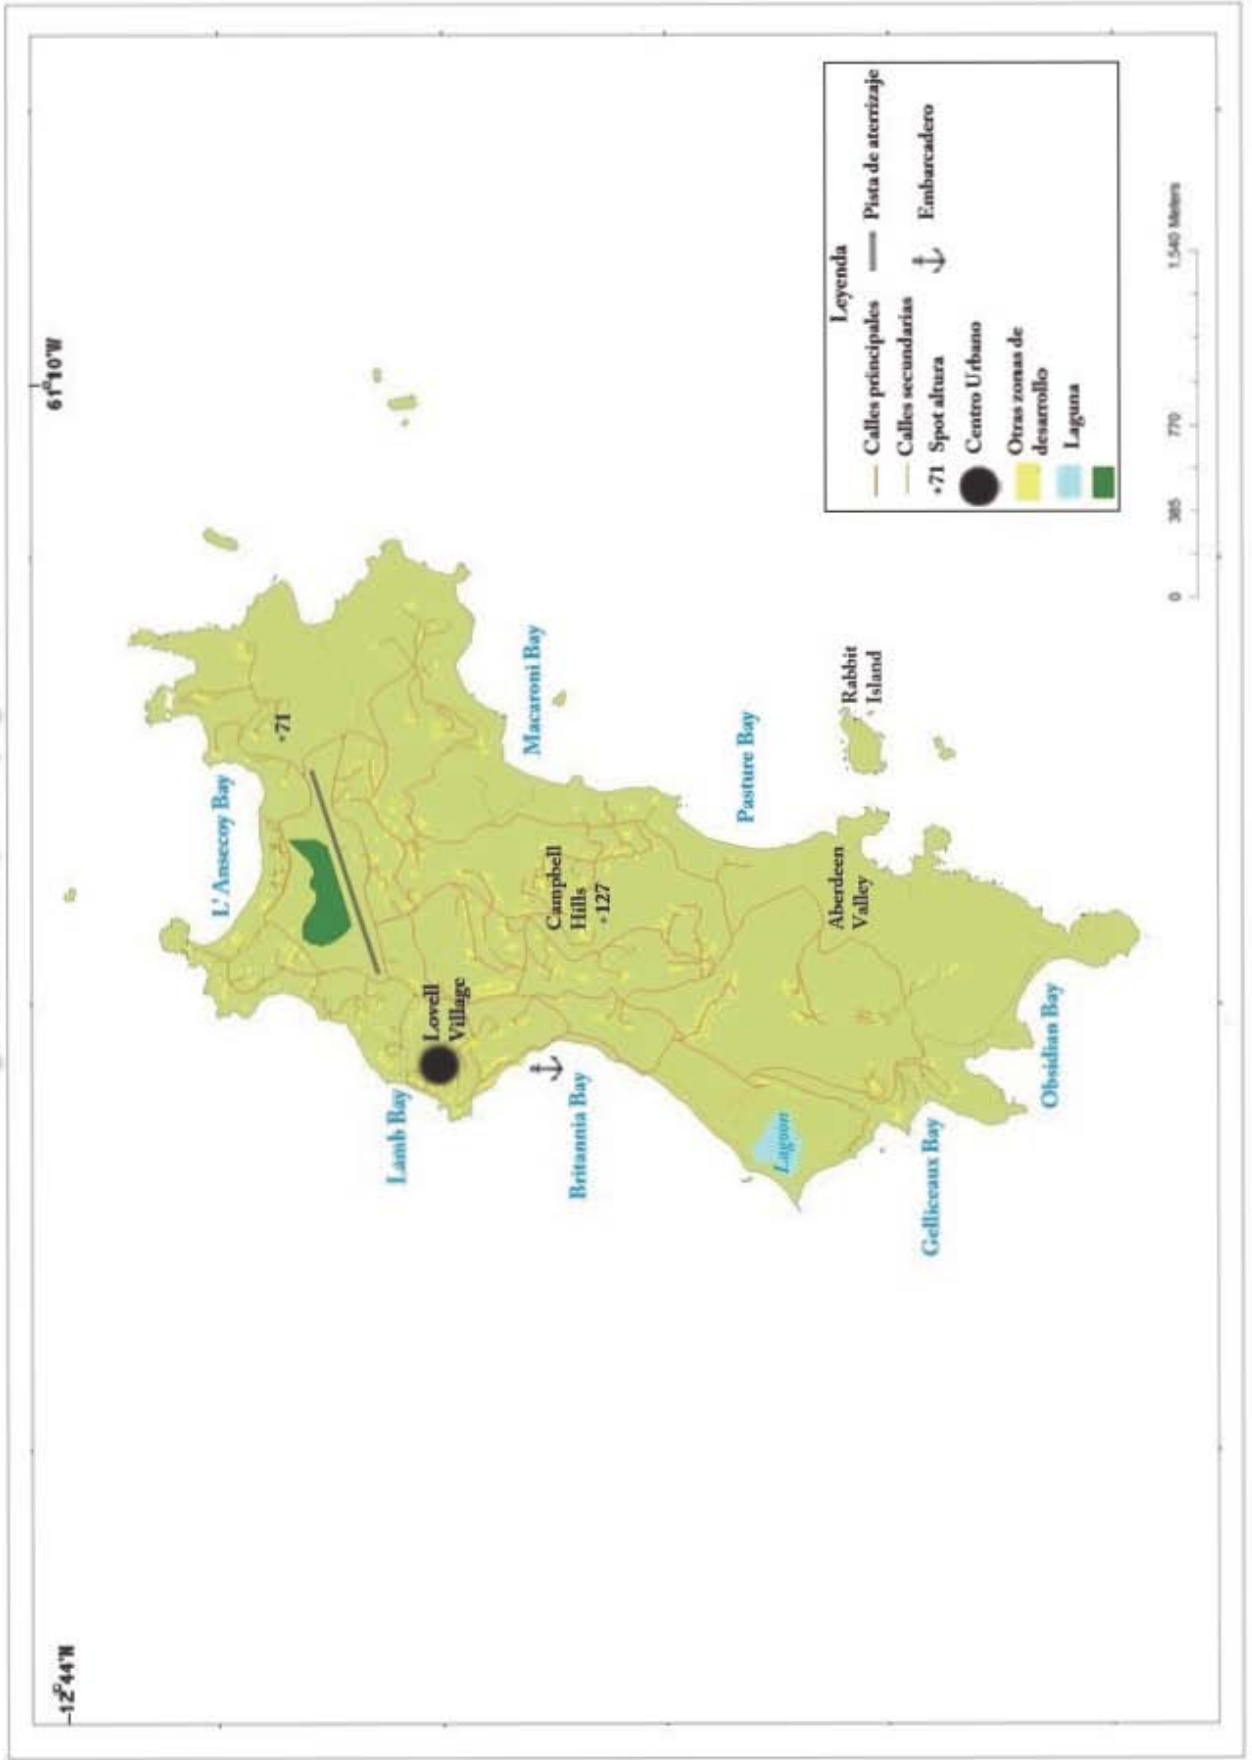 12°44'N
61°10'W
L'Ansecoy Bay
+71
Lovell
Village
Lamb Bay
Macaroni Bay
Campbell
Hills
+127
Britannia Bay
Pasture Bay
Rabbit
Island
Aberdeen
Valley
Lagoon
Gelliceaux Bay
Obsidian Bay
Leyenda
Calles principales
Pista de aterrizaje
Calles secundarias
+71 Spot altura
Embarcadero
Centro Urbano
Otras zonas de
desarrollo
Laguna
0 385 770 1.540 Meters